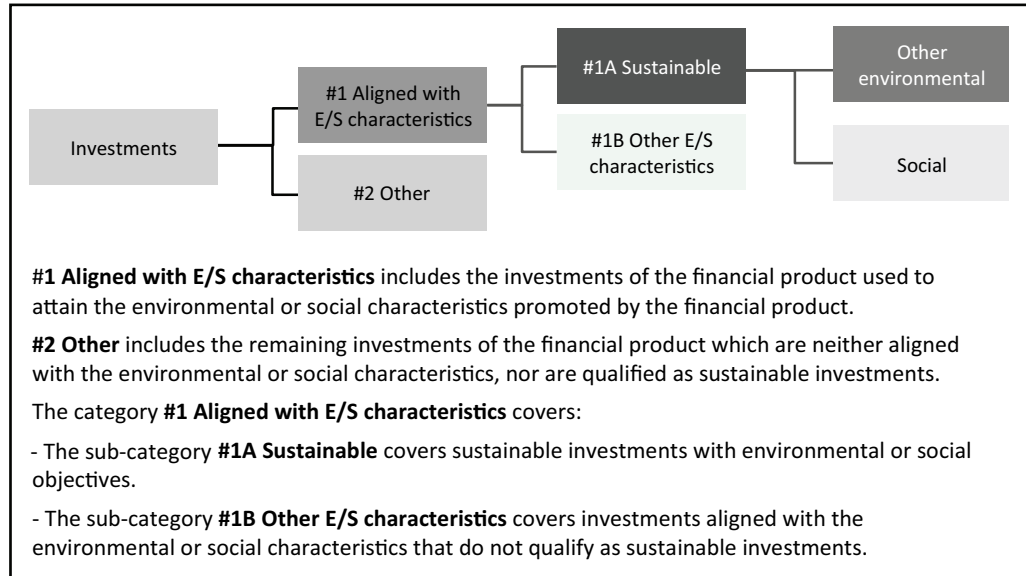 Investments
#1 Aligned with
E/S characteristics
#2 Other
#1A Sustainable
#1B Other E/S
characteristics
Other
environmental
Social
#1 Aligned with E/S characteristics includes the investments of the financial product used to
attain the environmental or social characteristics promoted by the financial product.
#2 Other includes the remaining investments of the financial product which are neither aligned
with the environmental or social characteristics, nor are qualified as sustainable investments.
The category #1 Aligned with E/S characteristics covers:
- The sub-category #1A Sustainable covers sustainable investments with environmental or social
objectives.
- The sub-category #1B Other E/S characteristics covers investments aligned with the
environmental or social characteristics that do not qualify as sustainable investments.